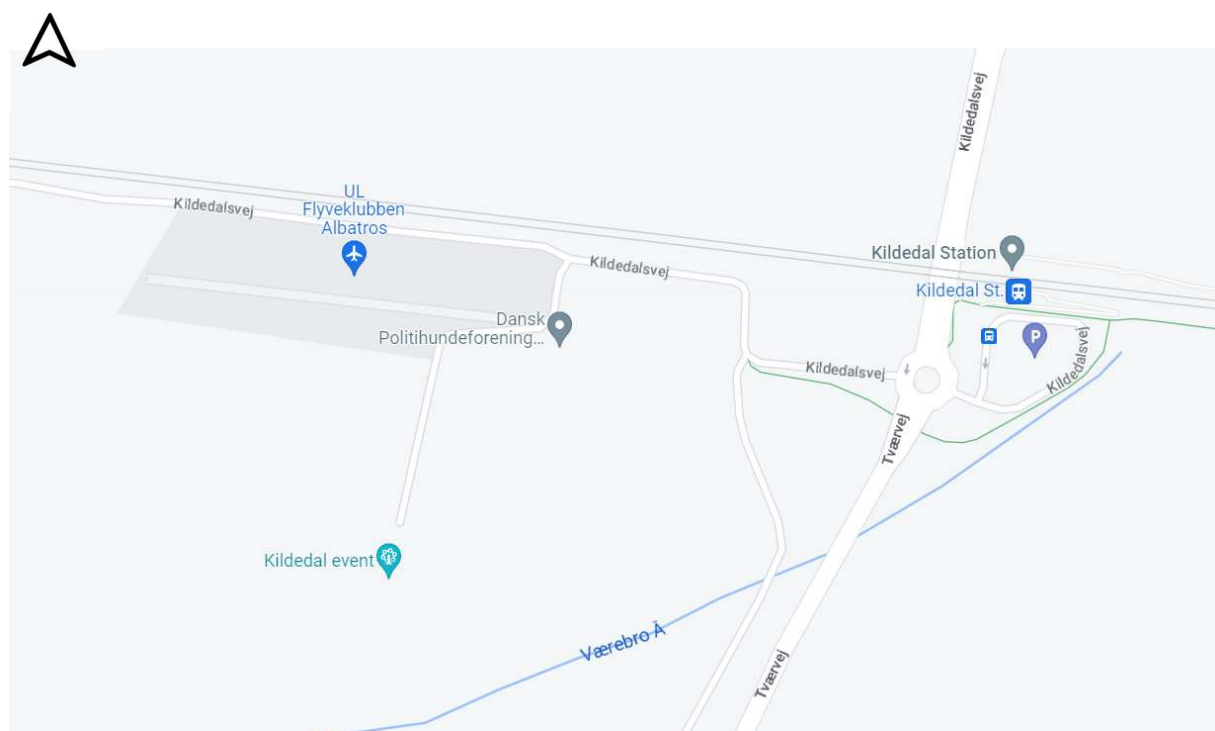 Kildedalsvej
Kildedalsvej
UL
Flyveklubben
Albatros
Kildedalsvej
Kildedal Station
Kildedal St.
Dansk
Politihundeforening...
P
Kildedalsvej
Kildedalsvej
Tværvej
Kildedal event
Værebro Å
Tværvej